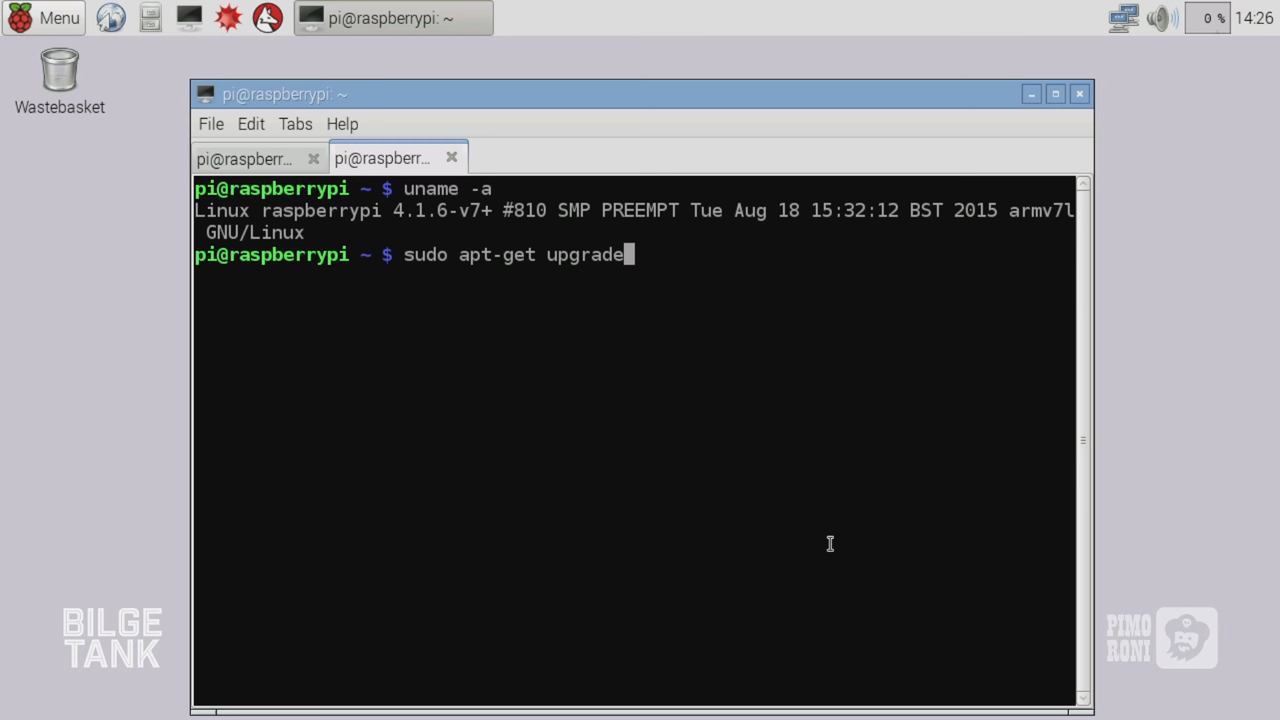 Menu
pi@raspberrypi: ~
0 %
14:26
Wastebasket
pi@raspberrypi: ~
File Edit Tabs Help
pi@raspberr... pi@raspberr...
pi@raspberrypi ~ $ uname -a
Linux raspberrypi 4.1.6-v7+ #810 SMP PREEMPT Tue Aug 18 15:32:12 BST 2015 armv7l
GNU/Linux
pi@raspberrypi ~ $ sudo apt-get upgrade
BILGE
TANK
PIMO
RONI